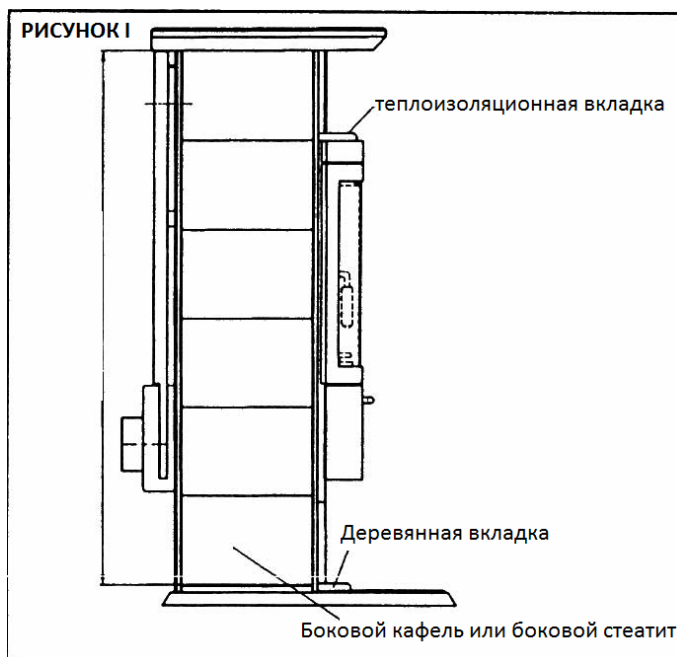 РИСУНОК I
теплоизоляционная вкладка
Деревянная вкладка
Боковой кафель или боковой стеатит